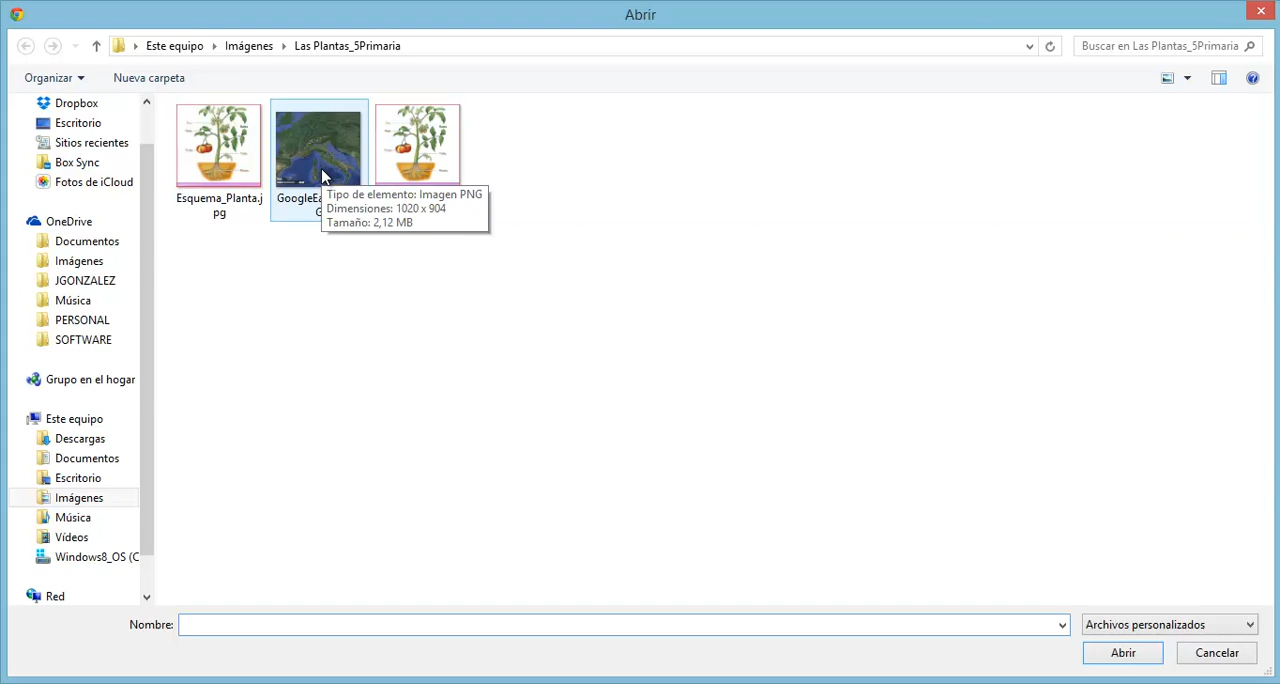 Abrir
Este equipo Imágenes Las Plantas_5Primaria
Buscar en Las Plantas_5Primaria
Organizar
Nueva carpeta
Dropbox
Escritorio
Sitios recientes
Box Sync
Fotos de iCloud
OneDrive
Documentos
Imágenes
JGONZALEZ
Música
PERSONAL
SOFTWARE
Grupo en el hogar
Este equipo
Descargas
Documentos
Escritorio
Imágenes
Música
Vídeos
Windows8_OS (C
Red
Esquema_Planta.j
pg
GoogleEa
Tipo de elemento: Imagen PNG
Dimensiones: 1020 x 904
Tamaño: 2,12 MB
Nombre:
Archivos personalizados
Abrir
Cancelar